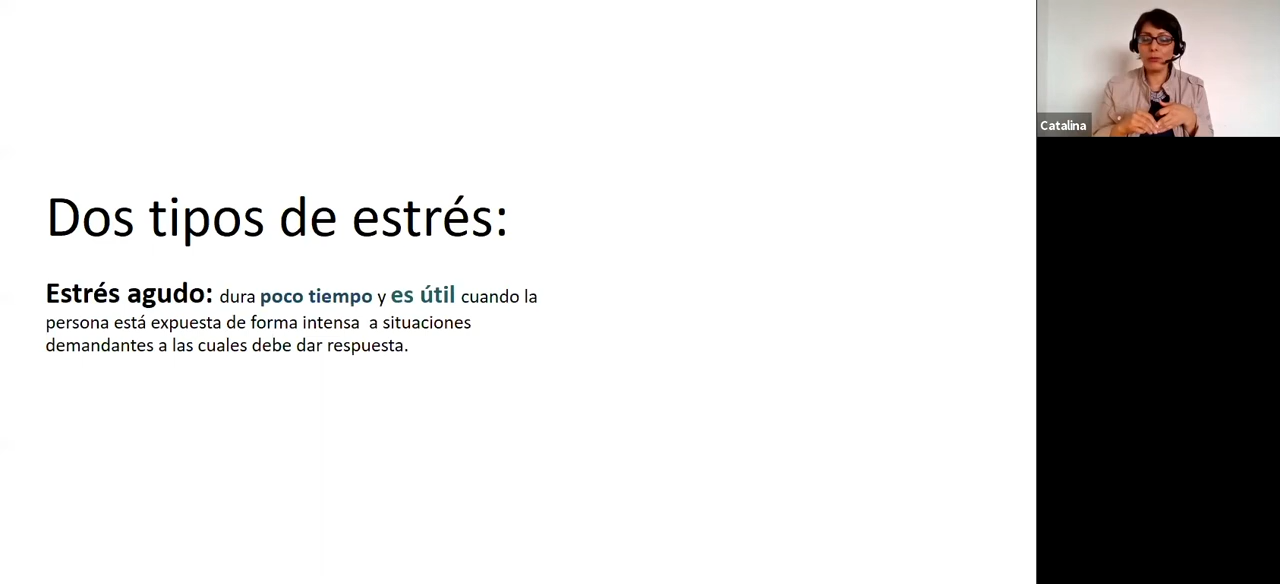 Dos tipos de estrés:
Estrés agudo: dura poco tiempo y es útil cuando la
persona está expuesta de forma intensa  a situaciones
demandantes a las cuales debe dar respuesta.
Catalina